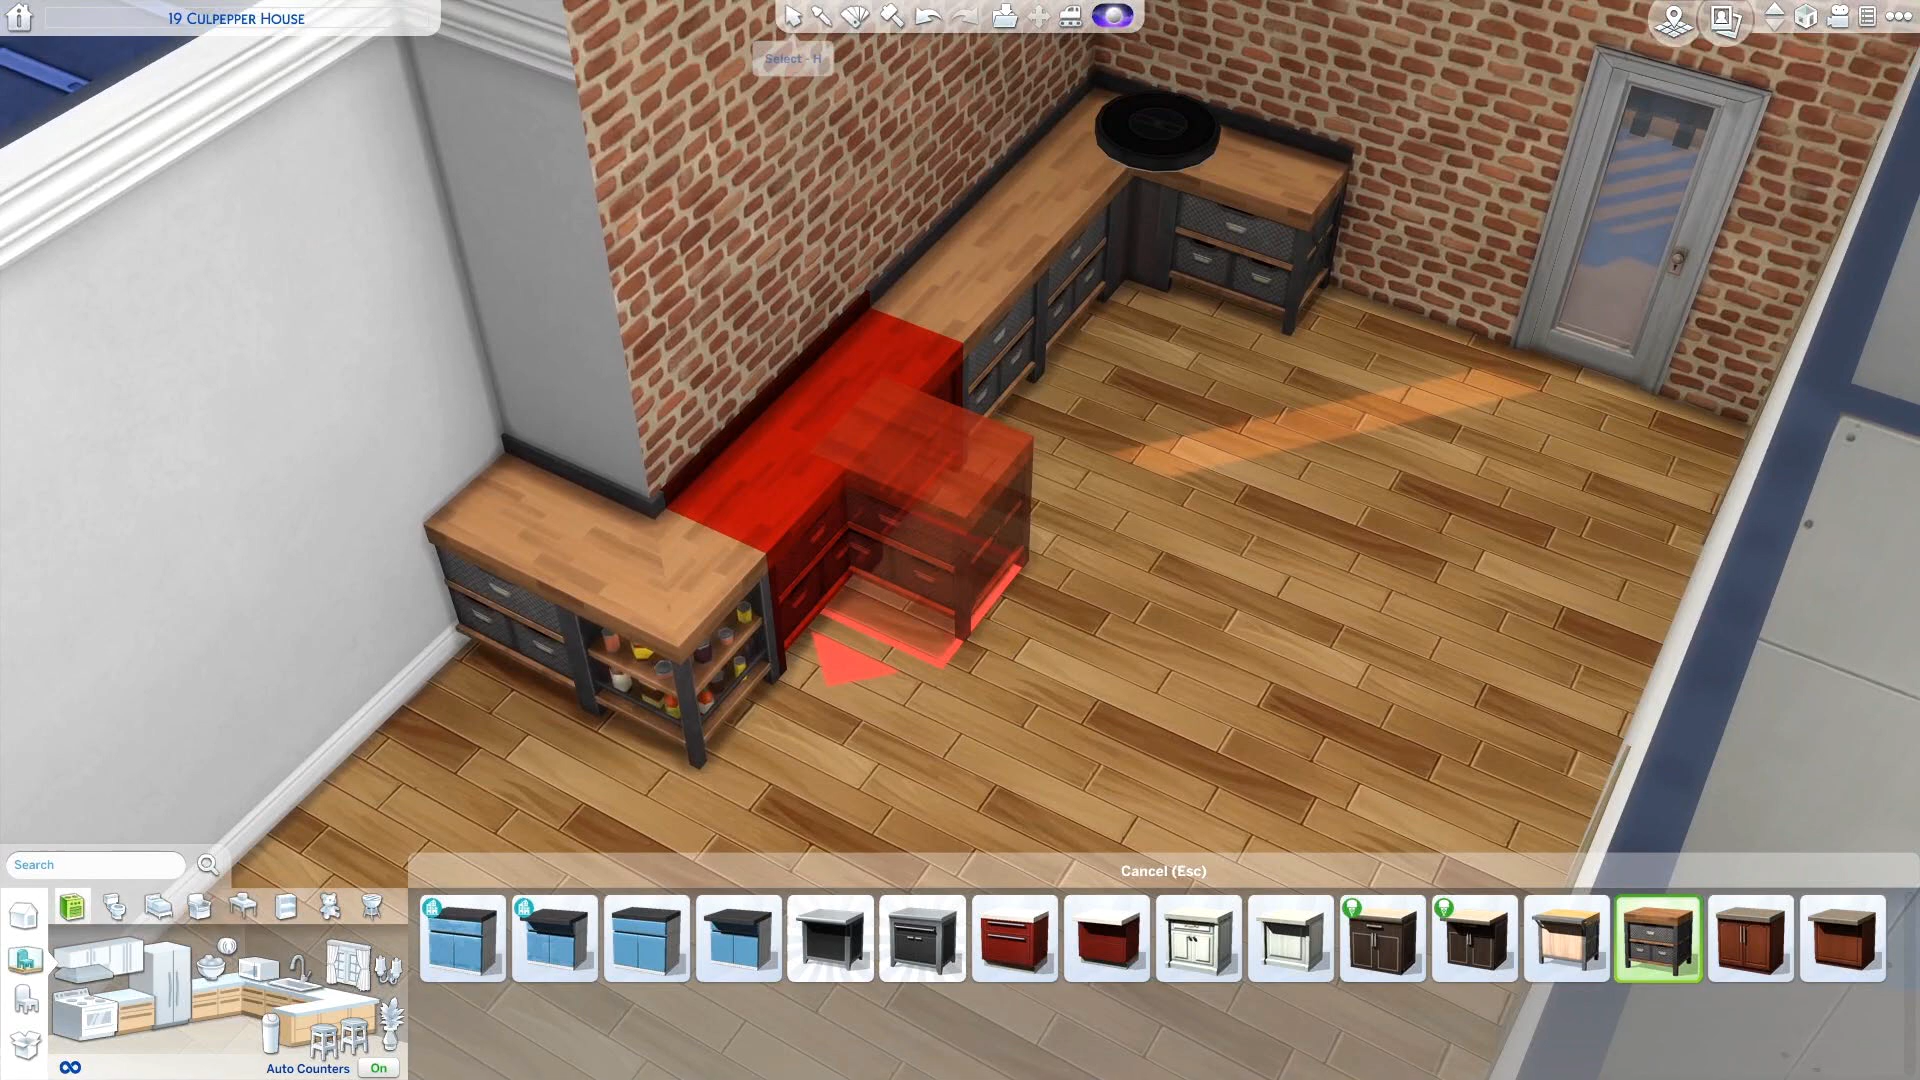 19 CULPEPPER HOUSE
Select - H
Search
Cancel (Esc)
Auto Counters On